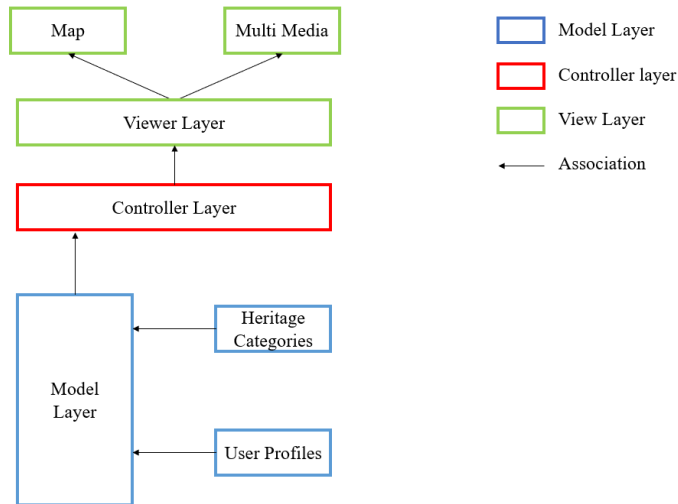 Map
Multi Media
Viewer Layer
Controller Layer
Model
Layer
Heritage
Categories
User Profiles
Model Layer
Controller layer
View Layer
Association